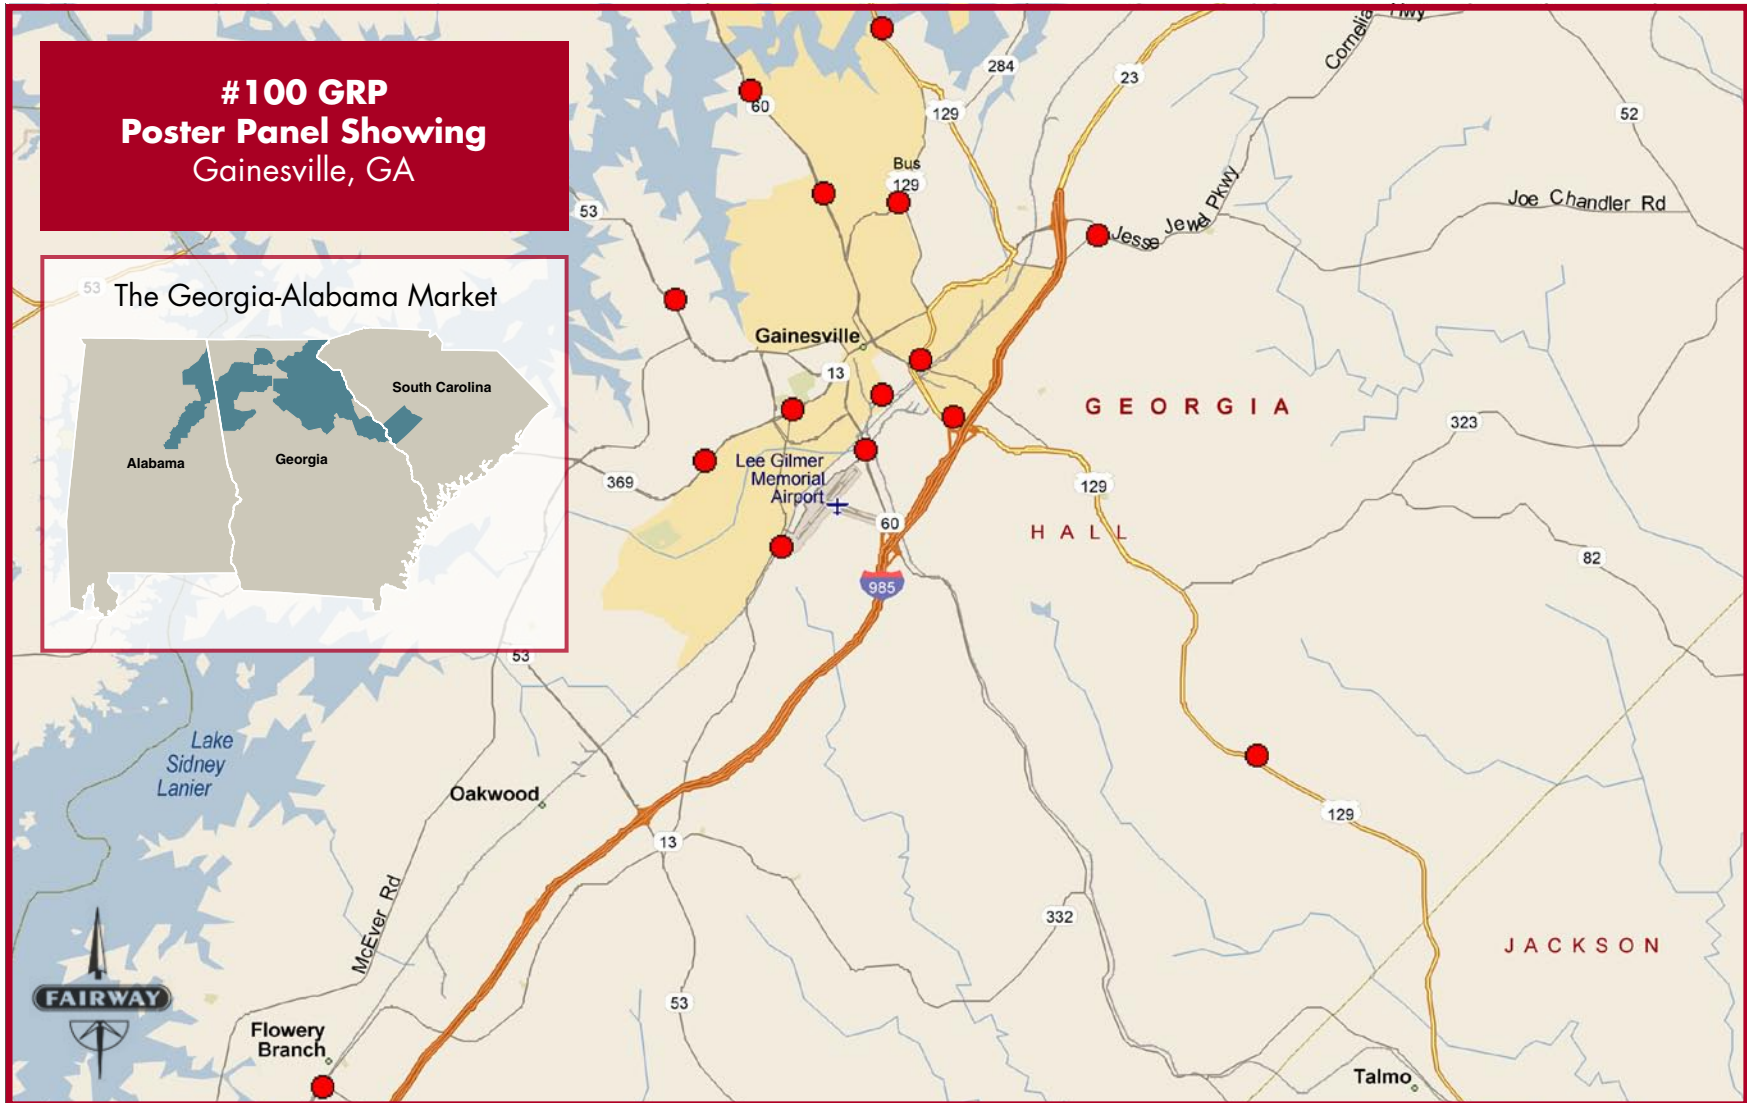 #100 GRP
Poster Panel Showing
Gainesville, GA
The Georgia-Alabama Market
South Carolina
Alabama
Georgia
53
60
284
129
23
Cornelia
Hwy
52
Bus
129
53
Jesse Jewel Pkwy
Joe Chandler Rd
Gainesville
13
GEORGIA
323
Lee Gilmer
Memorial
Airport
369
129
60
HALL
82
985
53
Lake
Sidney
Lanier
Oakwood
129
13
McEver Rd
332
JACKSON
53
FAIRWAY
Flowery
Branch
Talmo